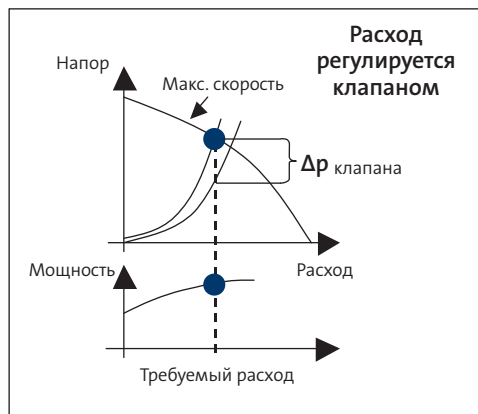 Расход
регулируется
клапаном
Напор
Макс. скорость
Δp клапана
Мощность
Расход
Требуемый расход